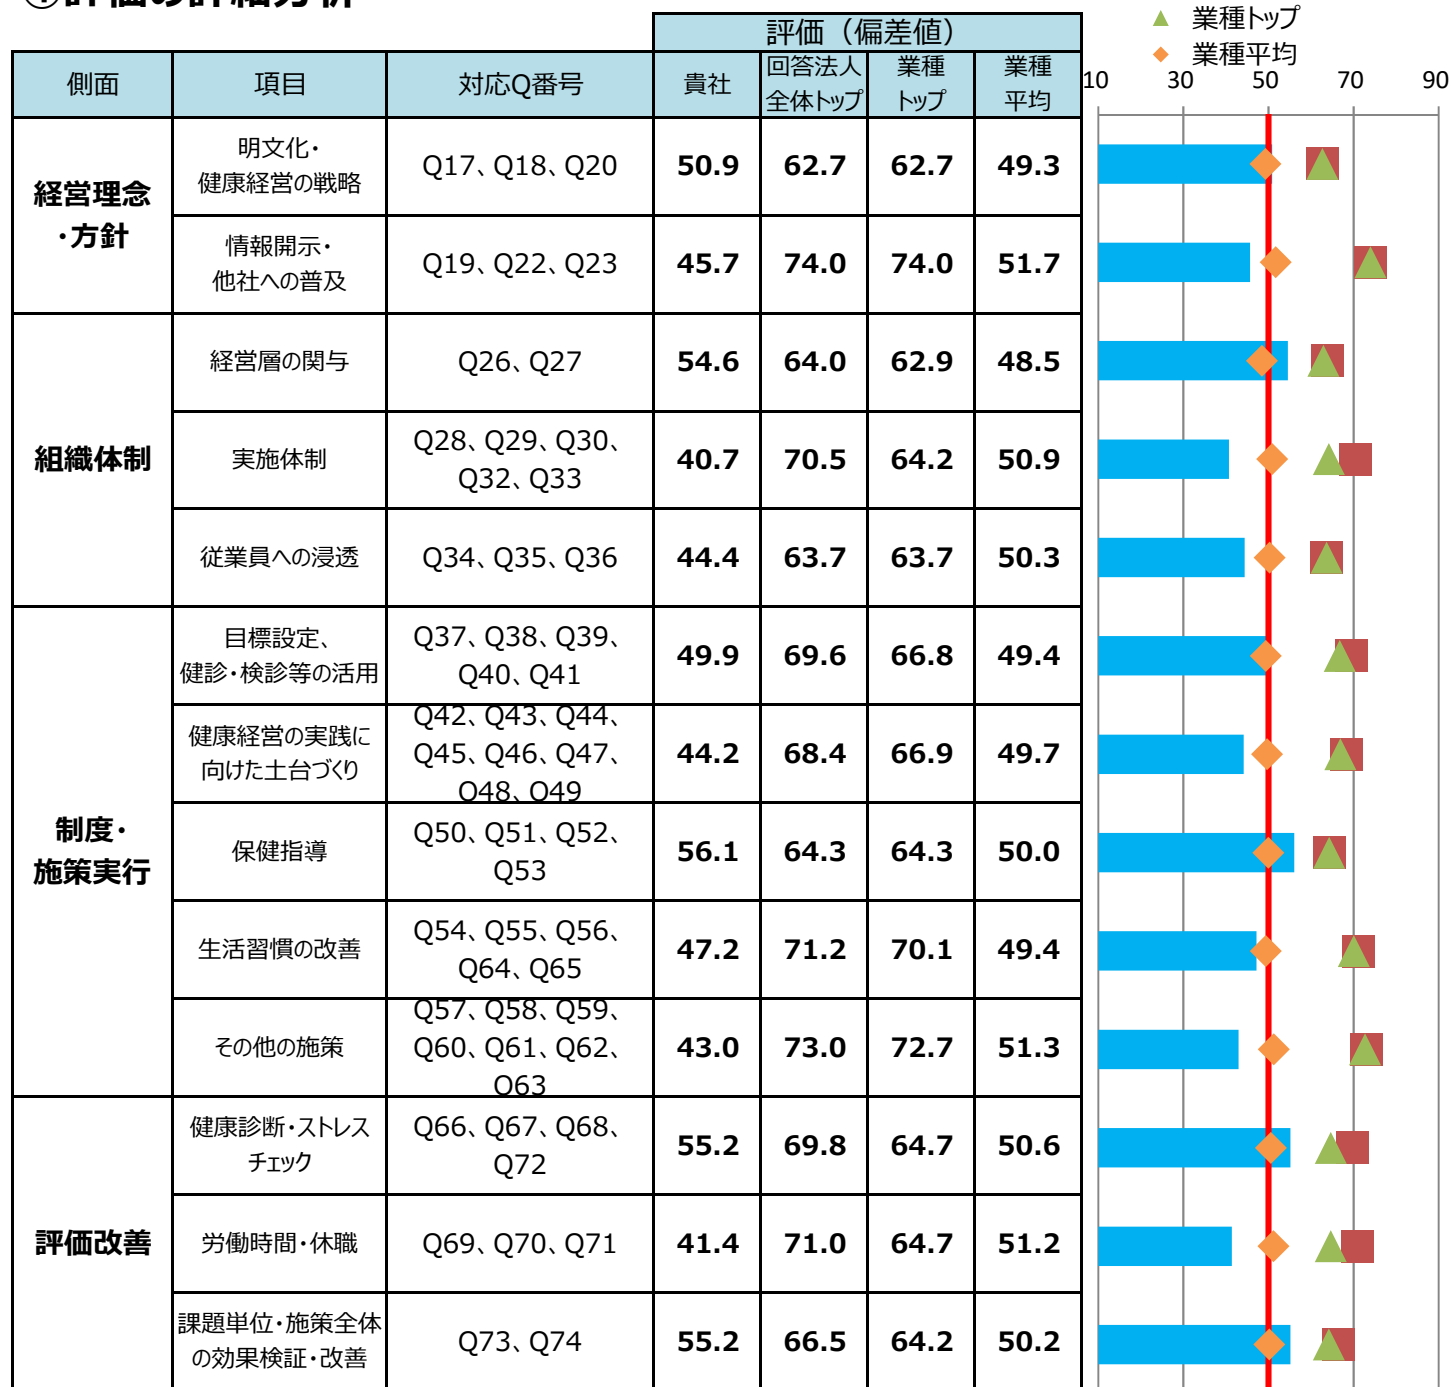 ①評価の詳細分析
▲ 業種トップ
◆ 業種平均
評価（偏差値）
側面 項目 対応Q番号 貴社 回答法人 業種 業種
全体トップ トップ 平均
10 30 50 70 90
経営理念
・方針
明文化・
健康経営の戦略
Q17、Q18、Q20 50.9 62.7 62.7 49.3
情報開示・
他社への普及
Q19、Q22、Q23 45.7 74.0 74.0 51.7
組織体制
経営層の関与 Q26、Q27 54.6 64.0 62.9 48.5
実施体制
Q28、Q29、Q30、
Q32、Q33
40.7 70.5 64.2 50.9
従業員への浸透 Q34、Q35、Q36 44.4 63.7 63.7 50.3
制度・
施策実行
目標設定、
健診・検診等の活用
Q37、Q38、Q39、
Q40、Q41
49.9 69.6 66.8 49.4
健康経営の実践に
向けた土台づくり
Q42、Q43、Q44、
Q45、Q46、Q47、
Q48、Q49
44.2 68.4 66.9 49.7
保健指導
Q50、Q51、Q52、
Q53
56.1 64.3 64.3 50.0
生活習慣の改善
Q54、Q55、Q56、
Q64、Q65
47.2 71.2 70.1 49.4
その他の施策
Q57、Q58、Q59、
Q60、Q61、Q62、
Q63
43.0 73.0 72.7 51.3
評価改善
健康診断・ストレス
チェック
Q66、Q67、Q68、
Q72
55.2 69.8 64.7 50.6
労働時間・休職 Q69、Q70、Q71 41.4 71.0 64.7 51.2
課題単位・施策全体
の効果検証・改善
Q73、Q74 55.2 66.5 64.2 50.2